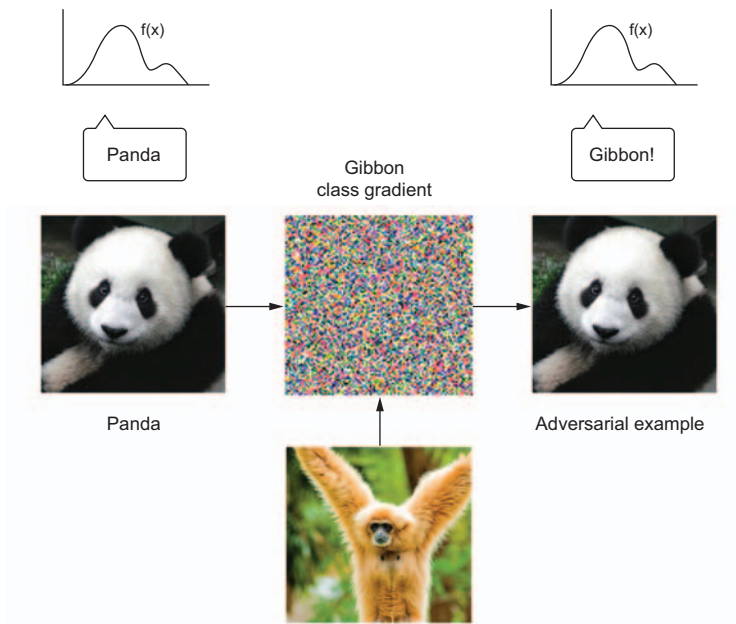 f(x)
f(x)
Panda
Gibbon!
Gibbon
class gradient
Panda
Adversarial example